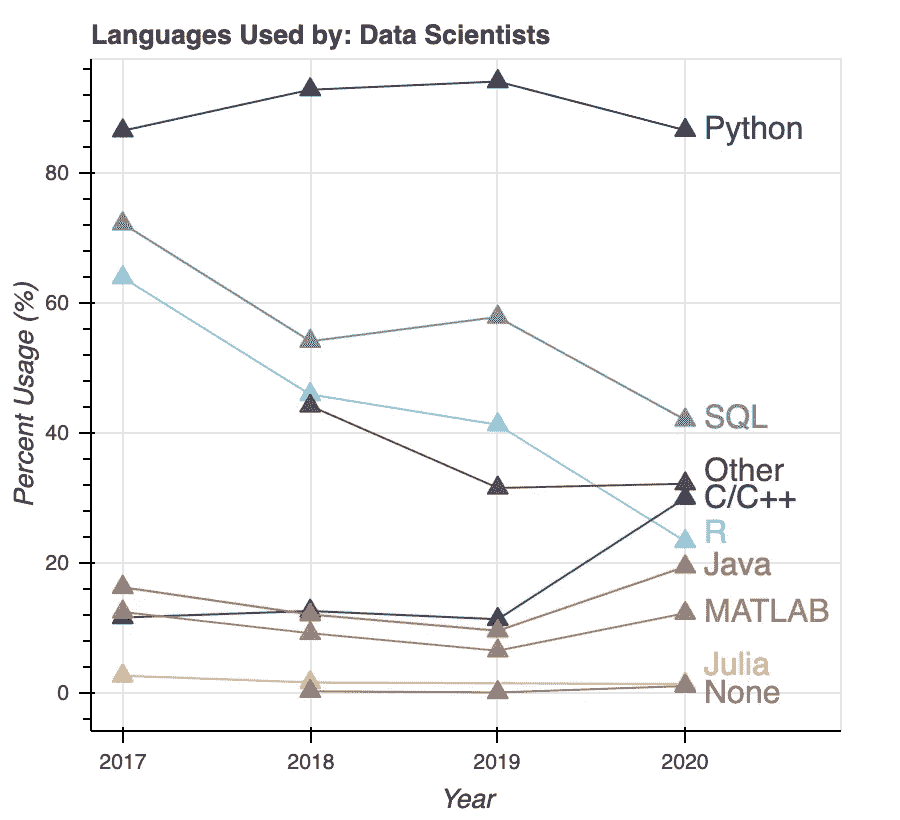 Languages Used by: Data Scientists
Percent Usage (%)
80
60
40
20
0
Python
SQL
Other
C/C++
R
Java
MATLAB
Julia
None
2017 2018 2019 2020
Year